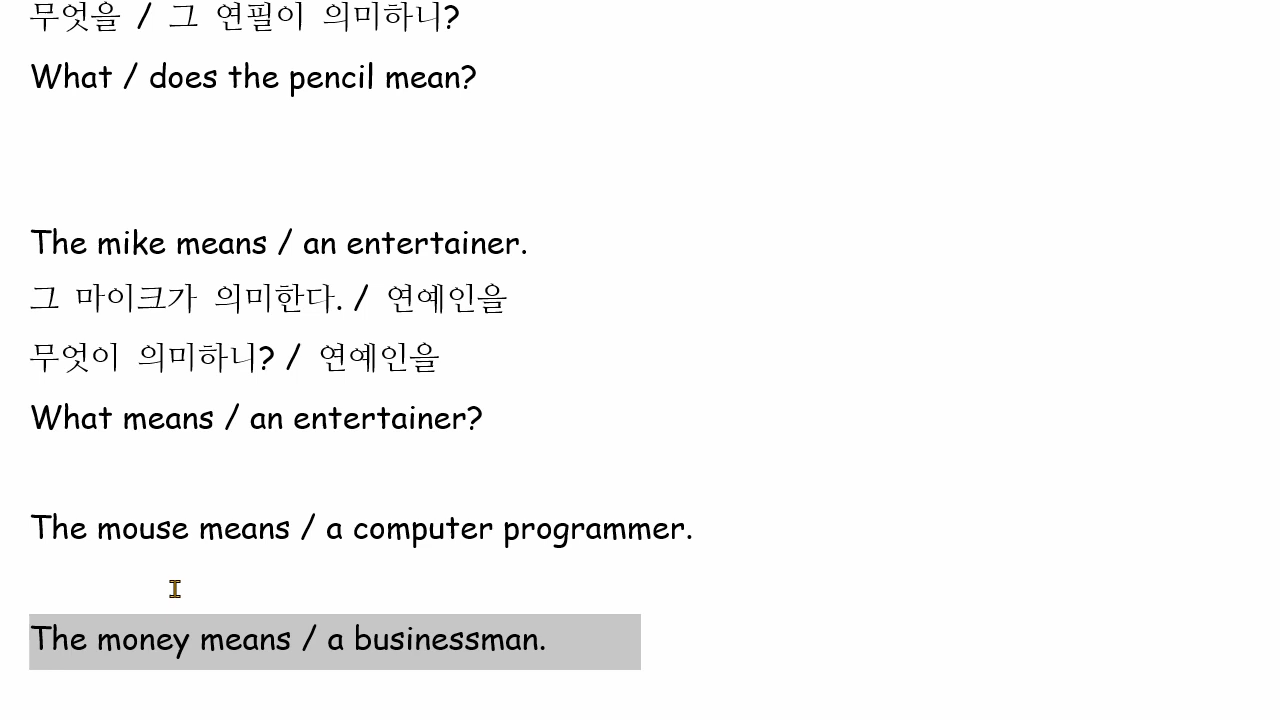 무엇을 / 그 연필이 의미하니?
What / does the pencil mean?
The mike means / an entertainer.
그 마이크가 의미한다. / 연예인을
무엇이 의미하니? / 연예인을
What means / an entertainer?
The mouse means / a computer programmer.
The money means / a businessman.